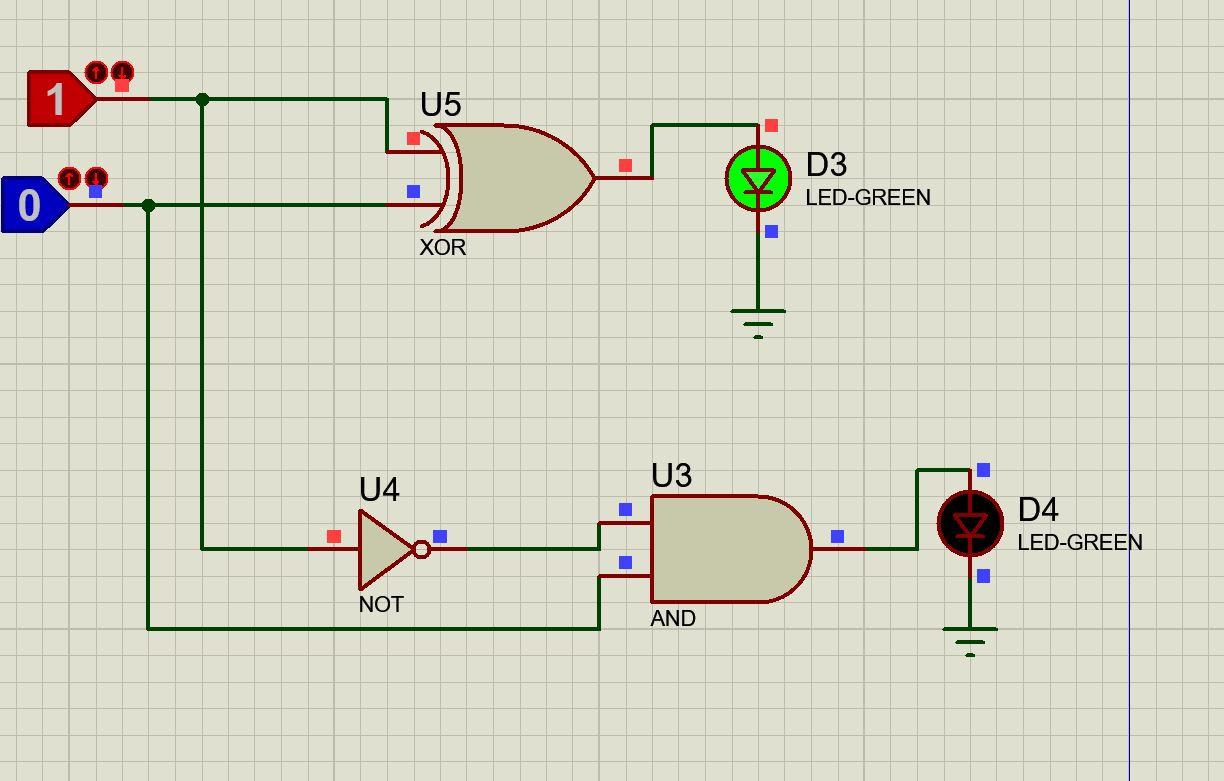 1
U5
0
D3
LED-GREEN
XOR
U4
U3
D4
LED-GREEN
NOT
AND